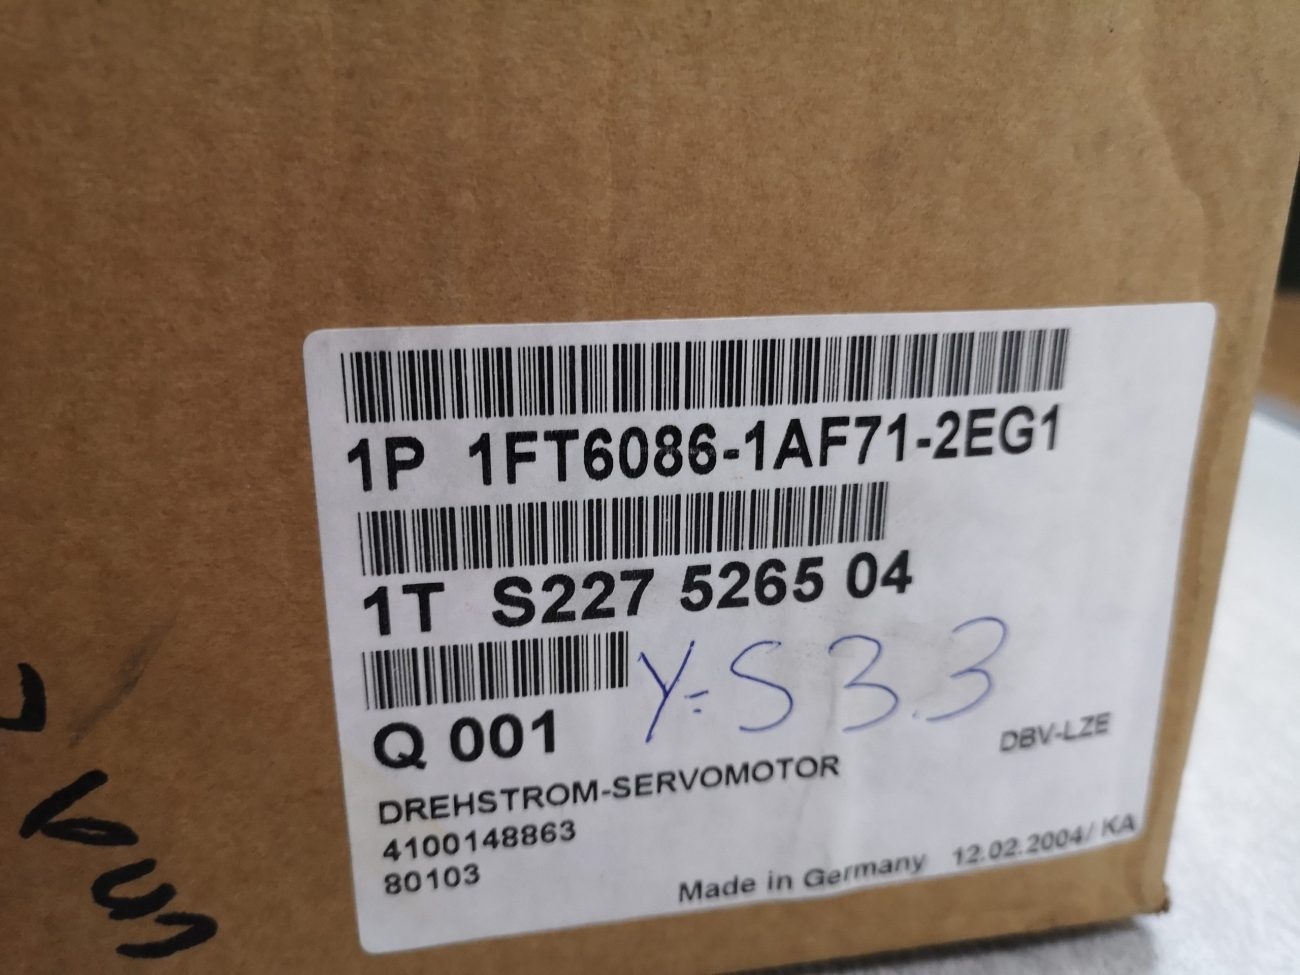 1P 1FT6086-1AF71-2EG1
1T S227 5265 04
Y=S33.3
Q 001
DBV-LZE
DREHSTROM-SERVOMOTOR
4100148863
80103
Made in Germany 12.02.2004/ KA